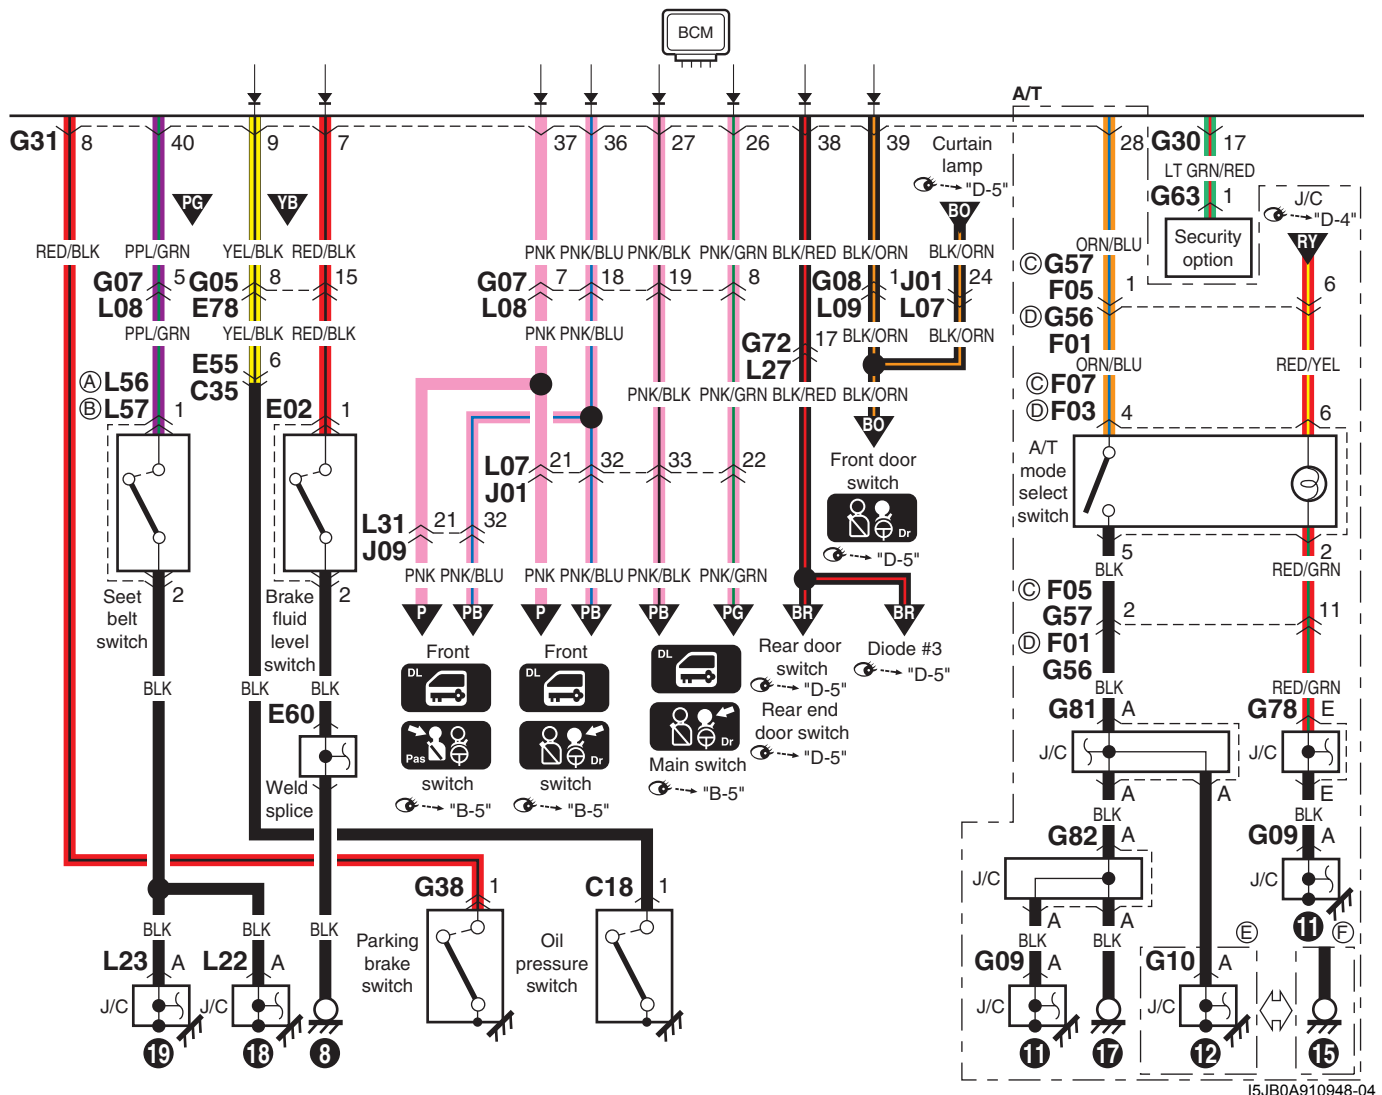 BCM
A/T
G31 8 40 9 7 37 36 27 26 38 39 28 G30 17
Curtain
lamp
"D-5"
LT GRN/RED
G63 1
J/C
"D-4"
PG YB BO RY
Security
option
RED/BLK PPL/GRN YEL/BLK RED/BLK PNK PNK/BLU PNK/BLK PNK/GRN BLK/RED BLK/ORN BLK/ORN ORN/BLU
G07 5 G05 8 15 G07 7 18 19 8 G08 1 J01 24 Ⓒ G57 1 6
L08 E78 L08 L09 L07 F05
Ⓓ G56
F01
PPL/GRN YEL/BLK RED/BLK PNK PNK/BLU G72 17 BLK/ORN BLK/ORN
L27
E55 6
C35
ORN/BLU RED/YEL
Ⓐ L56
Ⓑ L57 1 E02 1
PNK/BLK PNK/GRN BLK/RED BLK/ORN
Ⓒ F07
Ⓓ F03 4 6
BO
Front door
switch
Dr
"D-5"
A/T
mode
select
switch
L07 21 32 33 22
J01
L31 21 32
J09
5 2
BLK RED/GRN
PNK PNK/BLU PNK PNK/BLU PNK/BLK PNK/GRN
2 2
Seet
belt
switch
Brake
fluid
level
switch
P PB P PB PB PG BR BR
Ⓒ F05
G57 2 11
Ⓓ F01
G56
Front
DL
Pas
switch
"B-5"
Front
DL
Dr
switch
"B-5"
DL
Dr
Main switch
"B-5"
Rear door
switch
"D-5"
Rear end
door switch
"D-5"
Diode #3
"D-5"
BLK BLK BLK BLK RED/GRN
E60
Weld
splice
G81 A G78 E
J/C J/C
A A E
BLK BLK
G82 A G09 A
J/C J/C
11
A A
BLK BLK
G38 1 C18 1
Parking
brake
switch
Oil
pressure
switch
BLK BLK BLK
L23 A L22 A
J/C J/C
19 18 8
G09 A
J/C
11 17
Ⓔ
G10 A
J/C
12
Ⓕ
15
I5JB0A910948-04